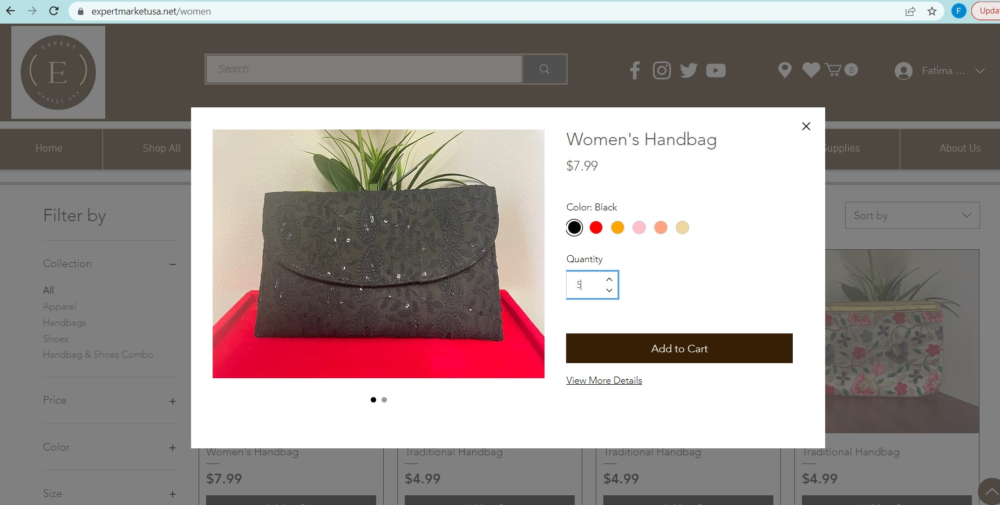 expertmarketusa.net/women
F
EXPERT
E
MARKET USA
Search
8
Fatima ...
Home
Shop All
Supplies
About Us
Women's Handbag
$7.99
Color: Black
Quantity
5
Add to Cart
View More Details
Filter by
Sort by
Collection
All
Apparel
Handbags
Shoes
Handbag & Shoes Combo
Price
Color
Size
Women's Handbag
$7.99
Traditional Handbag
$4.99
Traditional Handbag
$4.99
Traditional Handbag
$4.99